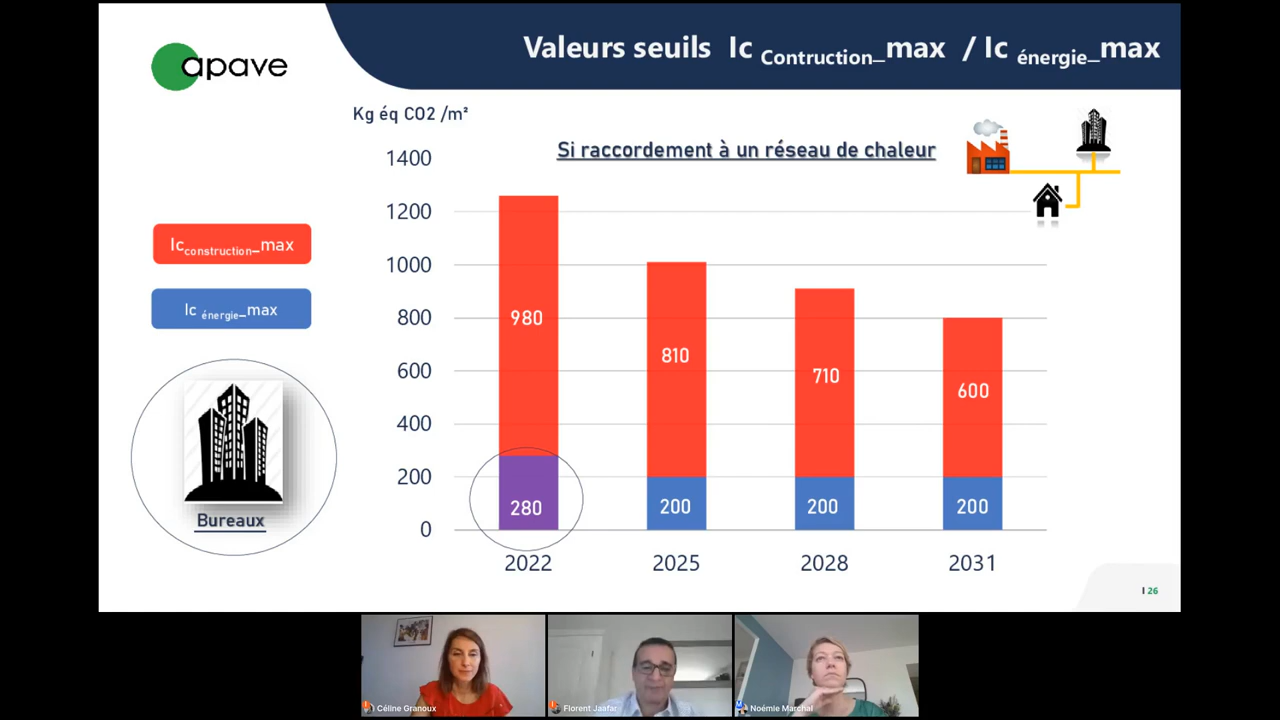 apave
Valeurs seuils Ic Contruction_max / Ic énergie_max
Kg éq CO2 /m²
Si raccordement à un réseau de chaleur
1400
1200
1000
800
600
400
200
0
Icconstruction_max
Ic énergie_max
Bureaux
980
810
710
600
280
200
200
200
2022
2025
2028
2031
I 26
Céline Granoux
Florent Jaafar
Noémie Marchal